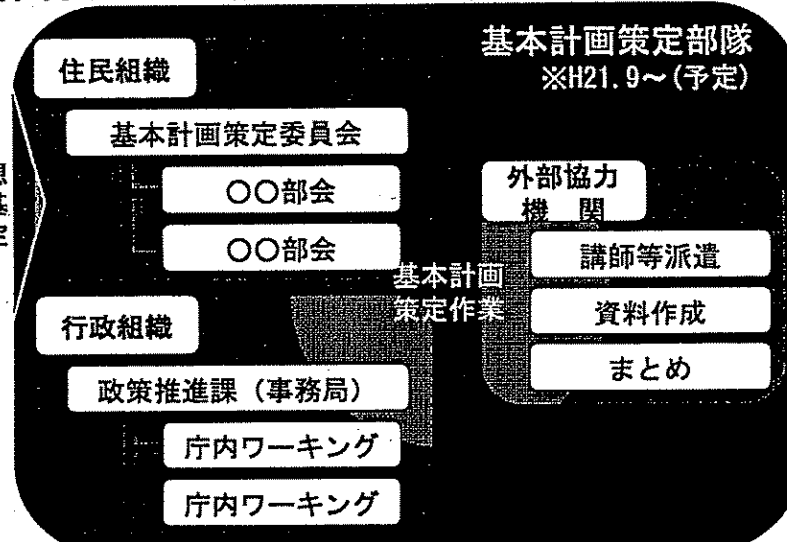 基本計画策定部隊
※H21.9～(予定)
住民組織
基本計画策定委員会
〇〇部会
〇〇部会
外部協力
機　関
講師等派遣
資料作成
まとめ
基本計画
策定作業
行政組織
政策推進課（事務局）
庁内ワーキング
庁内ワーキング